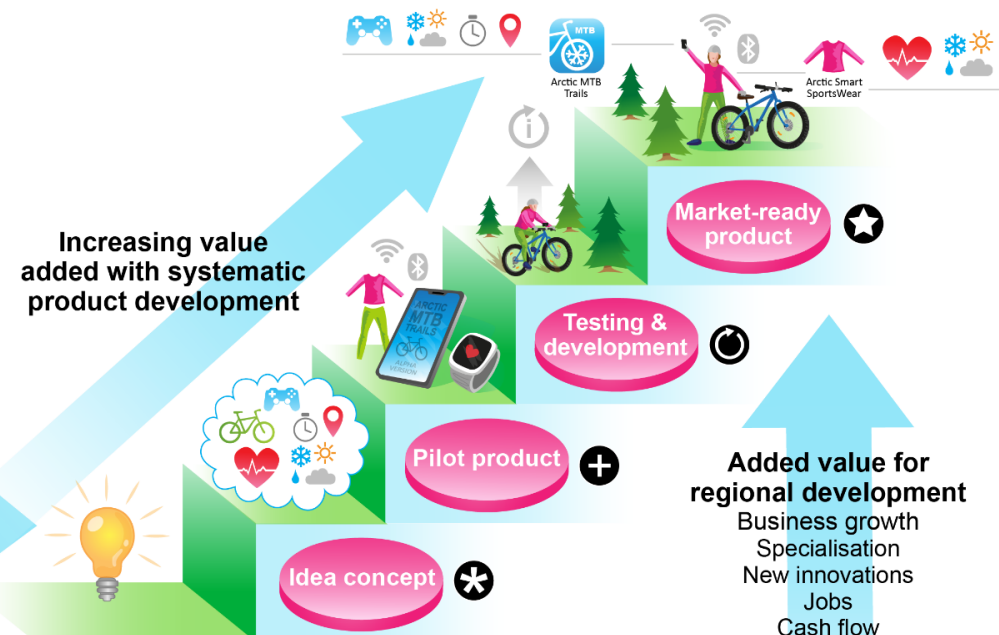 MTB
Arctic MTB
Trails
Arctic Smart
SportsWear
i
Market-ready
product
Increasing value
added with systematic
product development
Testing &
development
ARCTIC
MTB
TRAILS
ALPHA
VERSION
Pilot product
Idea concept
Added value for
regional development
Business growth
Specialisation
New innovations
Jobs
Cash flow